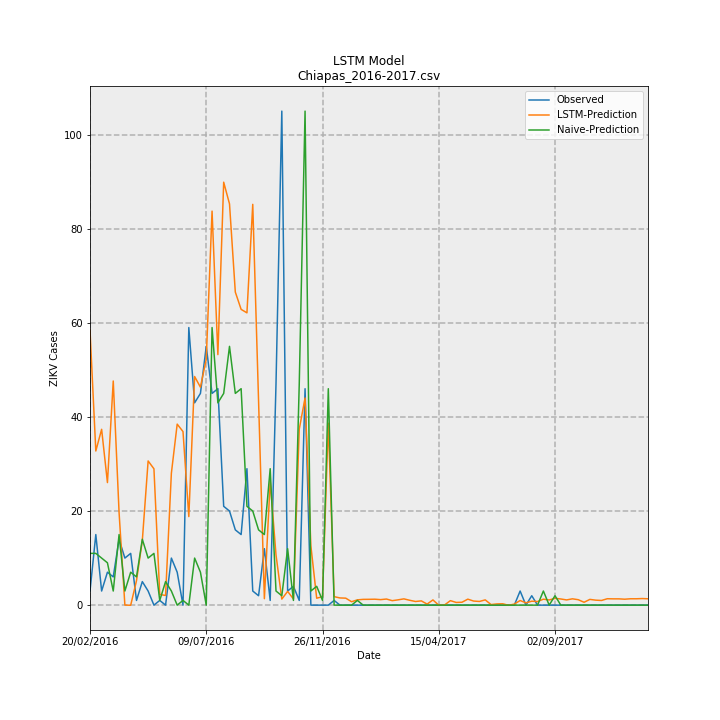 LSTM Model
Chiapas_2016-2017.csv
Observed
LSTM-Prediction
Naive-Prediction
100
80
60
40
20
0
ZIKV Cases
20/02/2016 09/07/2016 26/11/2016 15/04/2017 02/09/2017
Date